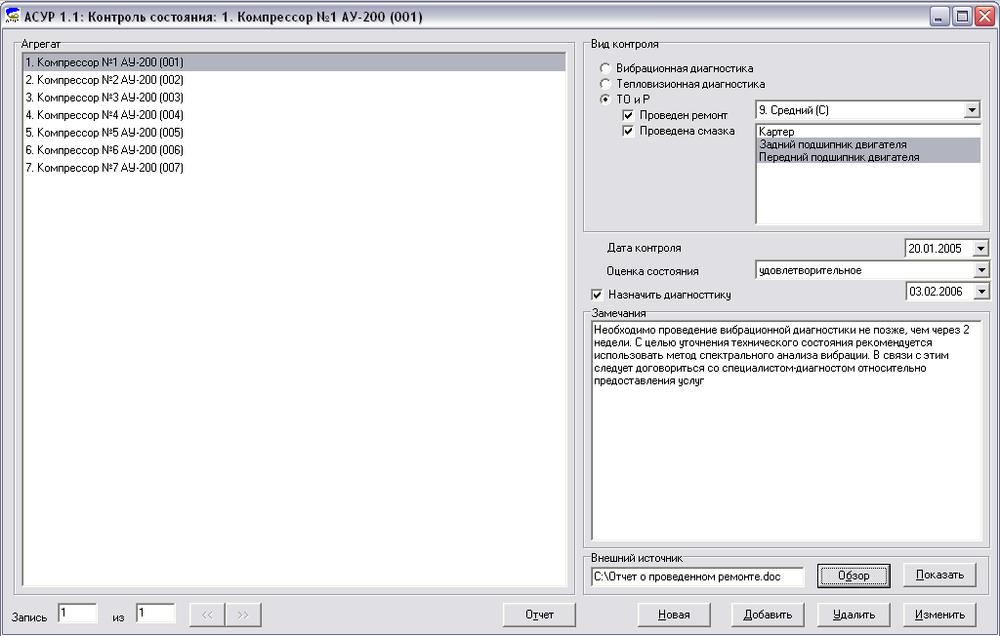 АСУР 1.1: Контроль состояния: 1. Компрессор №1 АУ-200 (001)
Агрегат
1. Компрессор №1 АУ-200 (001)
2. Компрессор №2 АУ-200 (002)
3. Компрессор №3 АУ-200 (003)
4. Компрессор №4 АУ-200 (004)
5. Компрессор №5 АУ-200 (005)
6. Компрессор №6 АУ-200 (006)
7. Компрессор №7 АУ-200 (007)
Вид контроля
Вибрационная диагностика
Тепловизионная диагностика
ТО и Р
Проведен ремонт
9. Средний (С)
Проведена смазка
Картер
Задний подшипник двигателя
Передний подшипник двигателя
Дата контроля
20.01.2005
Оценка состояния
удовлетворительное
Назначить диагносттику
03.02.2006
Замечания
Необходимо проведение вибрационной диагностики не позже, чем через 2
недели. С целью уточнения технического состояния рекомендуется
использовать метод спектрального анализа вибрации. В связи с этим
следует договориться со специалистом-диагностом относительно
предоставления услуг
Внешний источник
C:\Отчет о проведенном ремонте.doc
Обзор
Показать
Запись
1
из
1
<<
>>
Отчет
Новая
Добавить
Удалить
Изменить